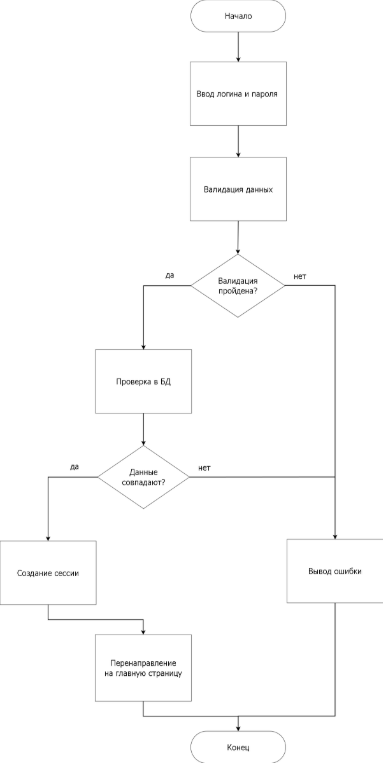 Начало
Ввод логина и пароля
Валидация данных
да
Валидация
пройдена?
нет
Проверка в БД
да
Данные
совпадают?
нет
Создание сессии
Вывод ошибки
Перенаправление
на главную страницу
Конец